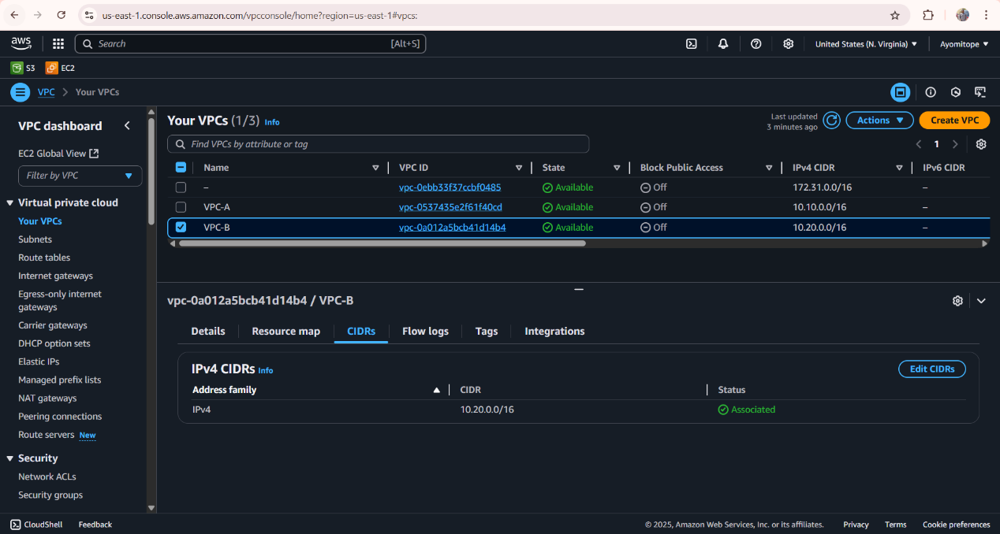 us-east-1.console.aws.amazon.com/vpcconsole/home?region=us-east-1#vpcs:
aws Search [Alt+S] United States (N. Virginia) Ayomitope
S3 EC2
VPC Your VPCs
VPC dashboard
EC2 Global View
Filter by VPC
Virtual private cloud
Your VPCs
Subnets
Route tables
Internet gateways
Egress-only internet
gateways
Carrier gateways
DHCP option sets
Elastic IPs
Managed prefix lists
NAT gateways
Peering connections
Route servers New
Security
Network ACLs
Security groups
Your VPCs (1/3) Info
Last updated
3 minutes ago
Actions Create VPC
Find VPCs by attribute or tag
1
Name VPC ID State Block Public Access IPv4 CIDR IPv6 CIDR
– vpc-0ebb33f37ccbf0485 Available Off 172.31.0.0/16 –
VPC-A vpc-0537435e2f61f40cd Available Off 10.10.0.0/16 –
VPC-B vpc-0a012a5bcb41d14b4 Available Off 10.20.0.0/16 –
vpc-0a012a5bcb41d14b4 / VPC-B
Details Resource map CIDRs Flow logs Tags Integrations
IPv4 CIDRs Info Edit CIDRs
Address family CIDR Status
IPv4 10.20.0.0/16 Associated
CloudShell Feedback © 2025, Amazon Web Services, Inc. or its affiliates. Privacy Terms Cookie preferences